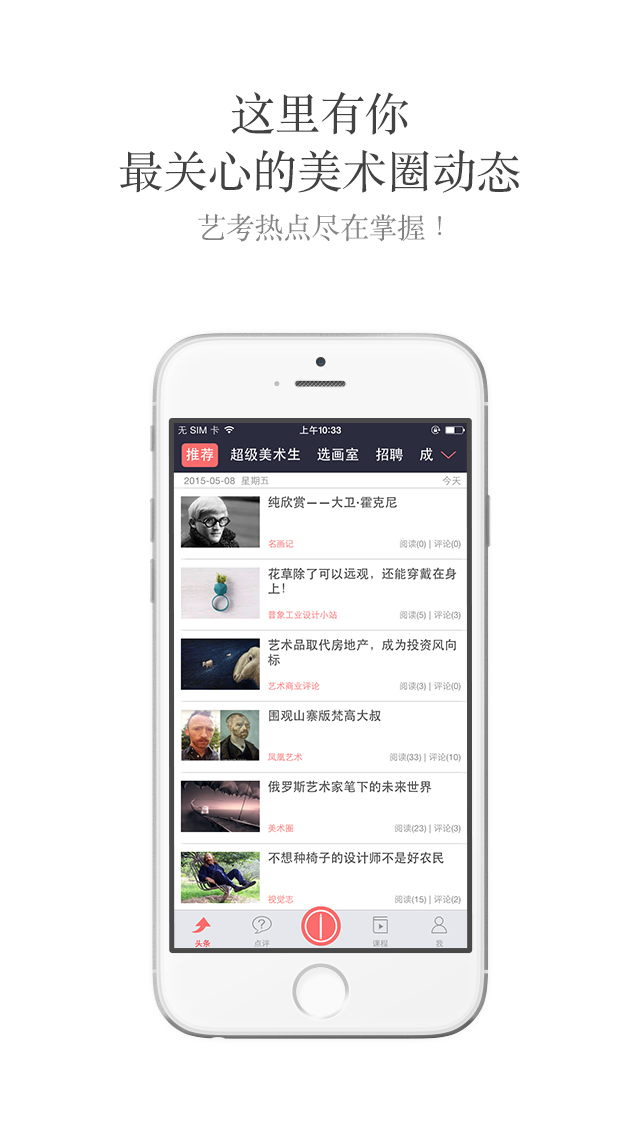 这里有你
最关心的美术圈动态
艺考热点尽在掌握！
无 SIM 卡 上午10:33
推荐 超级美术生 选画室 招聘 成
2015-05-08 星期五 今天
纯欣赏——大卫·霍克尼
名画记 阅读(0) | 评论(0)
花草除了可以远观，还能穿戴在身
上！
普象工业设计小站 阅读(5) | 评论(3)
艺术品取代房地产，成为投资风向
标
艺术商业评论 阅读(3) | 评论(0)
围观山寨版梵高大叔
凤凰艺术 阅读(33) | 评论(10)
俄罗斯艺术家笔下的未来世界
美术圈 阅读(23) | 评论(3)
不想种椅子的设计师不是好农民
视觉志 阅读(15) | 评论(2)
头条 点评 课程 我